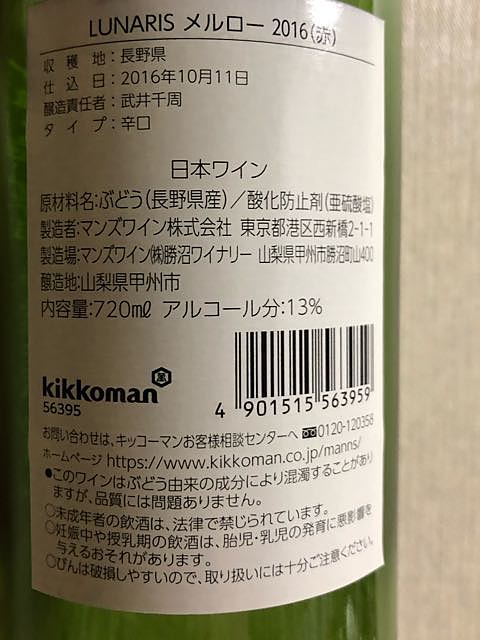 LUNARIS メルロー 2016(赤)
収穫地:長野県
仕込日:2016年10月11日
醸造責任者:武井千周
タイプ:辛口
日本ワイン
原材料名:ぶどう(長野県産)/酸化防止剤(亜硫酸塩)
製造者:マンズワイン株式会社 東京都港区西新橋2-1-1
製造場:マンズワイン㈱勝沼ワイナリー 山梨県甲州市勝沼町山400
醸造地:山梨県甲州市
内容量:720㎖ アルコール分:13%
kikkoman
56395
4 901515 563959
お問い合わせは、キッコーマンお客様相談センターへ 0120-120358
ホームページ https://www.kikkoman.co.jp/manns/
●このワインはぶどう由来の成分により混濁することがあり
ますが、品質には問題ありません。
○未成年者の飲酒は、法律で禁じられています。
○妊娠中や授乳期の飲酒は、胎児・乳児の発育に悪影響を
与えるおそれがあります。
○びんは破損しやすいので、取り扱いには十分ご注意ください。